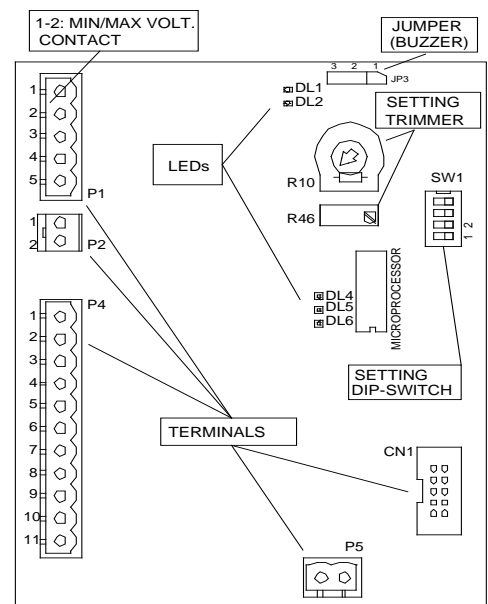 1-2: MIN/MAX VOLT.
CONTACT
JUMPER
(BUZZER)
3 2 1
JP3
DL1
DL2
SETTING
TRIMMER
LEDs
R10
R46
SW1
1 2
1
2
3
4
5
P1
1
2
P2
MICROPROCESSOR
DL4
DL5
DL6
P4
1
2
3
4
5
6
7
8
9
10
11
SETTING
DIP-SWITCH
TERMINALS
CN1
P5